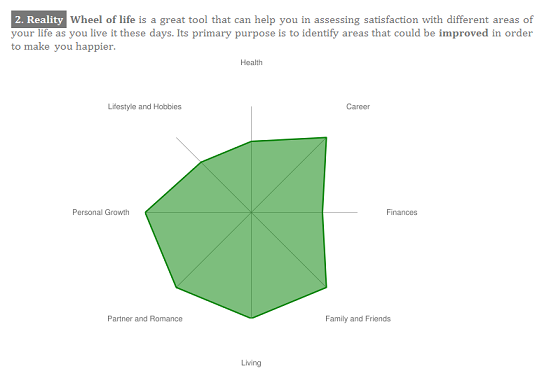 2. Reality Wheel of life is a great tool that can help you in assessing satisfaction with different areas of
your life as you live it these days. Its primary purpose is to identify areas that could be improved in order
to make you happier.
Health
Lifestyle and Hobbies
Career
Personal Growth
Finances
Partner and Romance
Family and Friends
Living